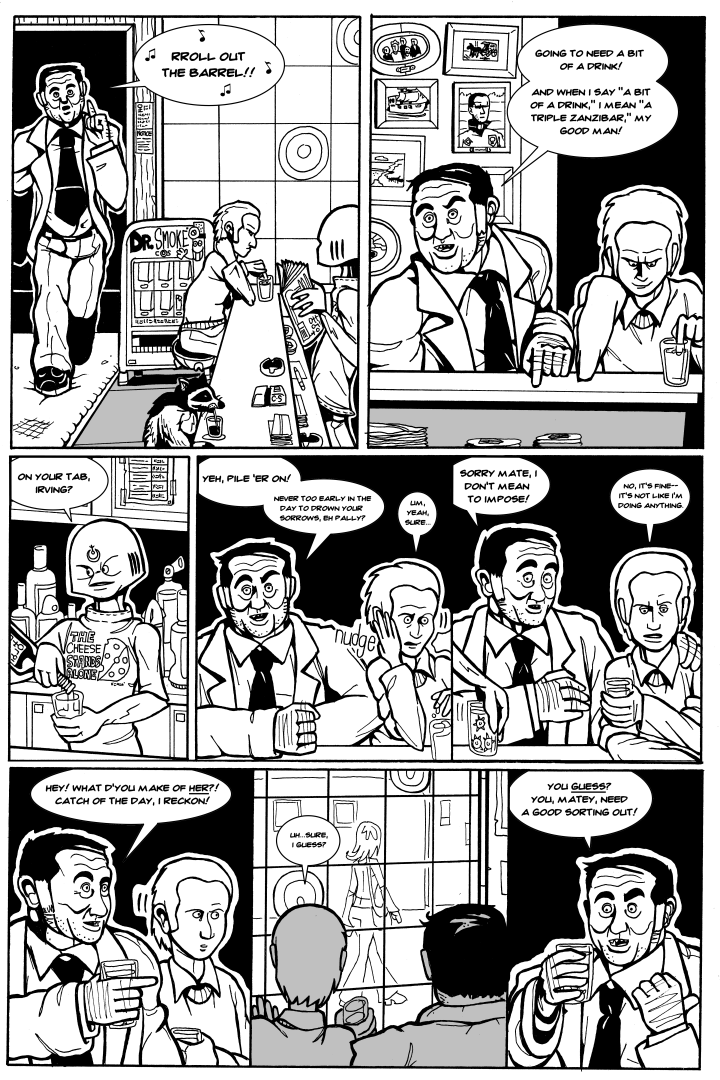 RROLL OUT
THE BARREL!!
NOTICE
DR. SMOKE
GOING TO NEED A BIT
OF A DRINK!
AND WHEN I SAY "A BIT
OF A DRINK," I MEAN "A
TRIPLE ZANZIBAR," MY
GOOD MAN!
ON YOUR TAB,
IRVING?
THE
CHEESE
STANDS
ALONE
YEH, PILE 'ER ON!
NEVER TOO EARLY IN THE
DAY TO DROWN YOUR
SORROWS, EH PALLY?
UM,
YEAH,
SURE...
nudge
SORRY MATE, I
DON'T MEAN
TO IMPOSE!
NO, IT'S FINE--
IT'S NOT LIKE I'M
DOING ANYTHING.
HEY! WHAT D'YOU MAKE OF HER?!
CATCH OF THE DAY, I RECKON!
UH...SURE,
I GUESS?
YOU GUESS?
YOU, MATEY, NEED
A GOOD SORTING OUT!